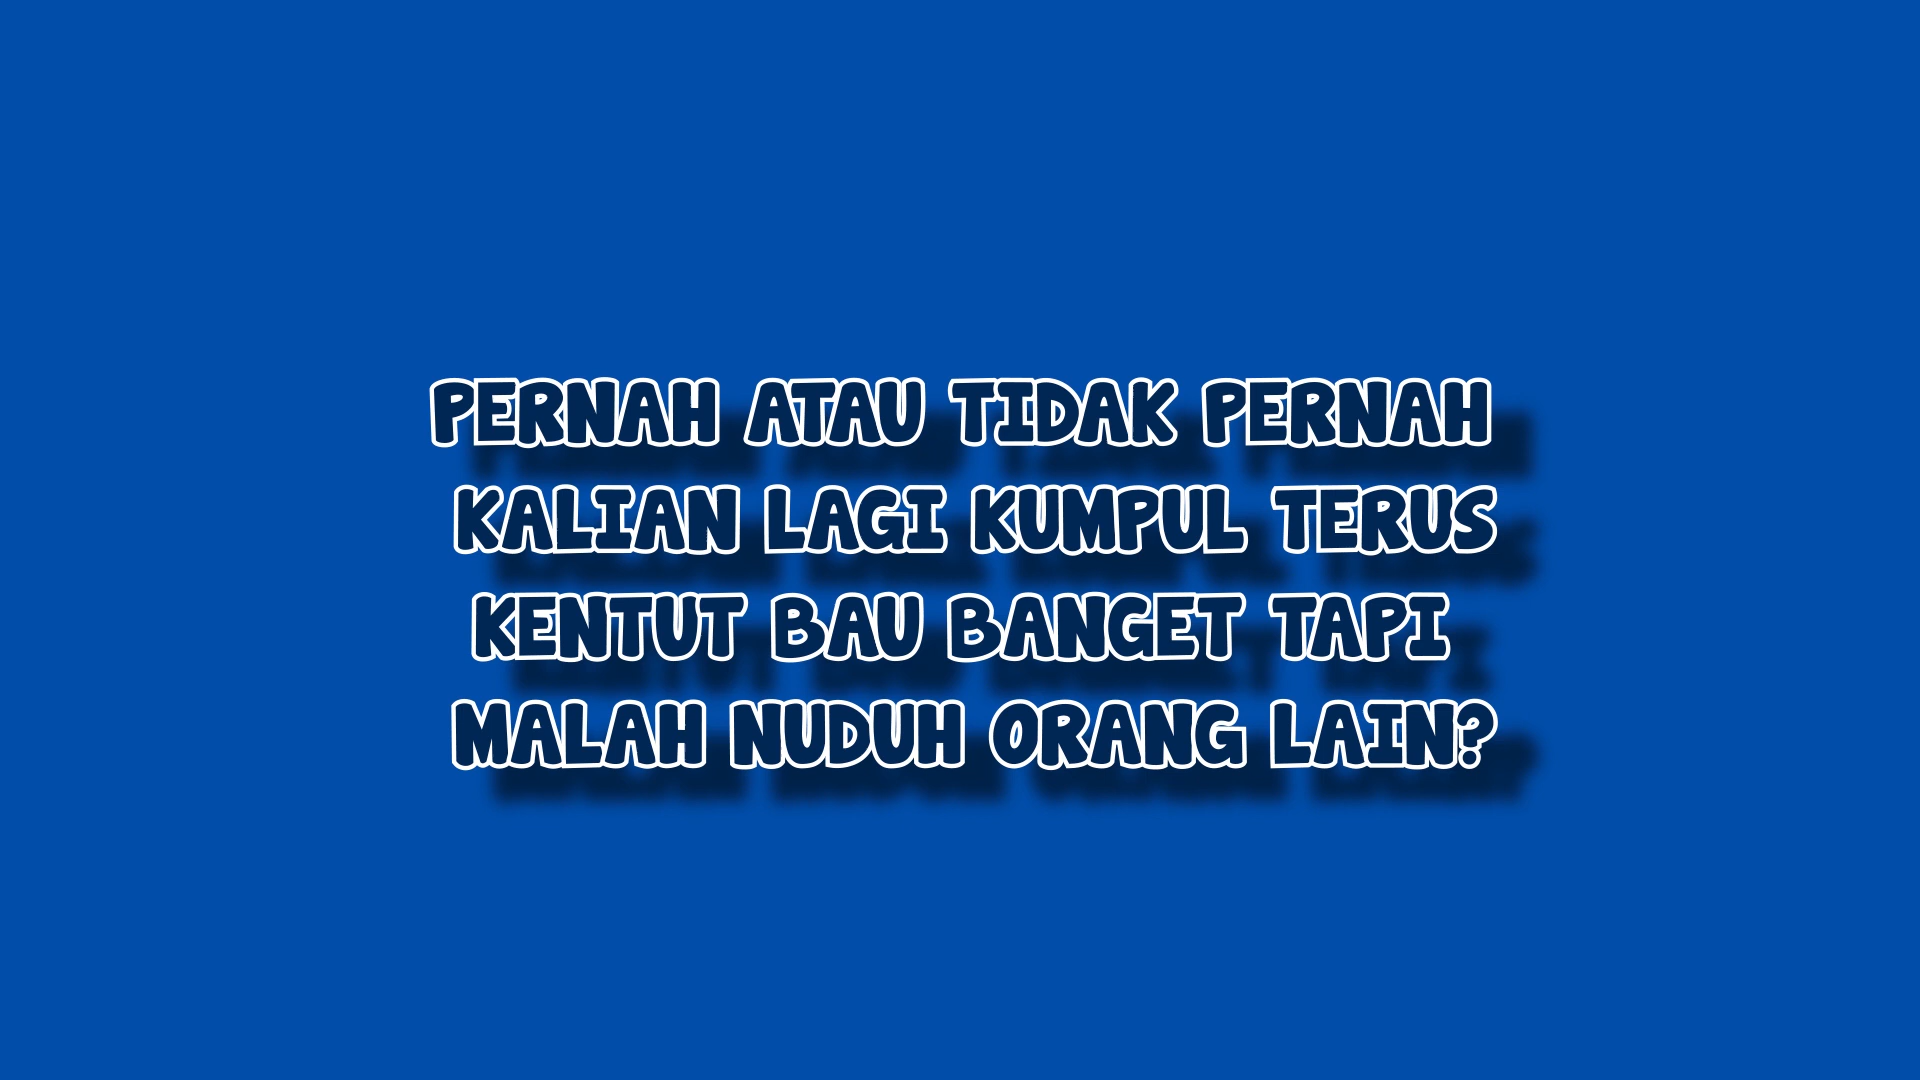 PERNAH ATAU TIDAK PERNAH
KALIAN LAGI KUMPUL TERUS
KENTUT BAU BANGET TAPI
MALAH NUDUH ORANG LAIN?